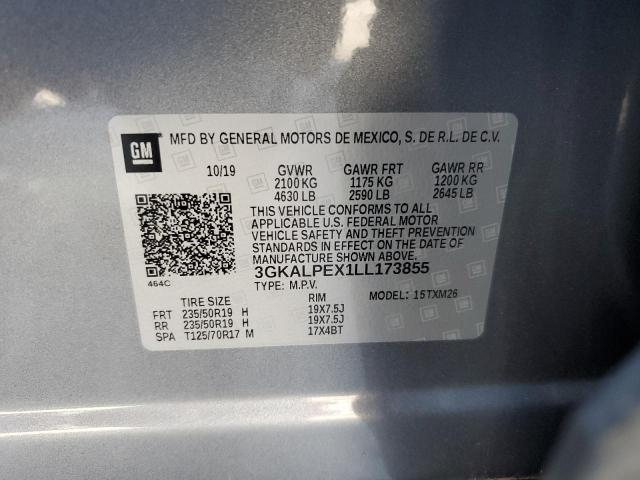 GM MFD BY GENERAL MOTORS DE MEXICO, S. DE R.L. DE C.V.
10/19 GVWR GAWR FRT GAWR RR
2100 KG 1175 KG 1200 KG
4630 LB 2590 LB 2645 LB
THIS VEHICLE CONFORMS TO ALL
APPLICABLE U.S. FEDERAL MOTOR
VEHICLE SAFETY AND THEFT PREVENTION
STANDARDS IN EFFECT ON THE DATE OF
MANUFACTURE SHOWN ABOVE.
464C 3GKALPEX1LL173855
TYPE: M.P.V. MODEL: 15TXM26
TIRE SIZE RIM
FRT 235/50R19 H 19X7.5J
RR 235/50R19 H 19X7.5J
SPA T125/70R17 M 17X4BT